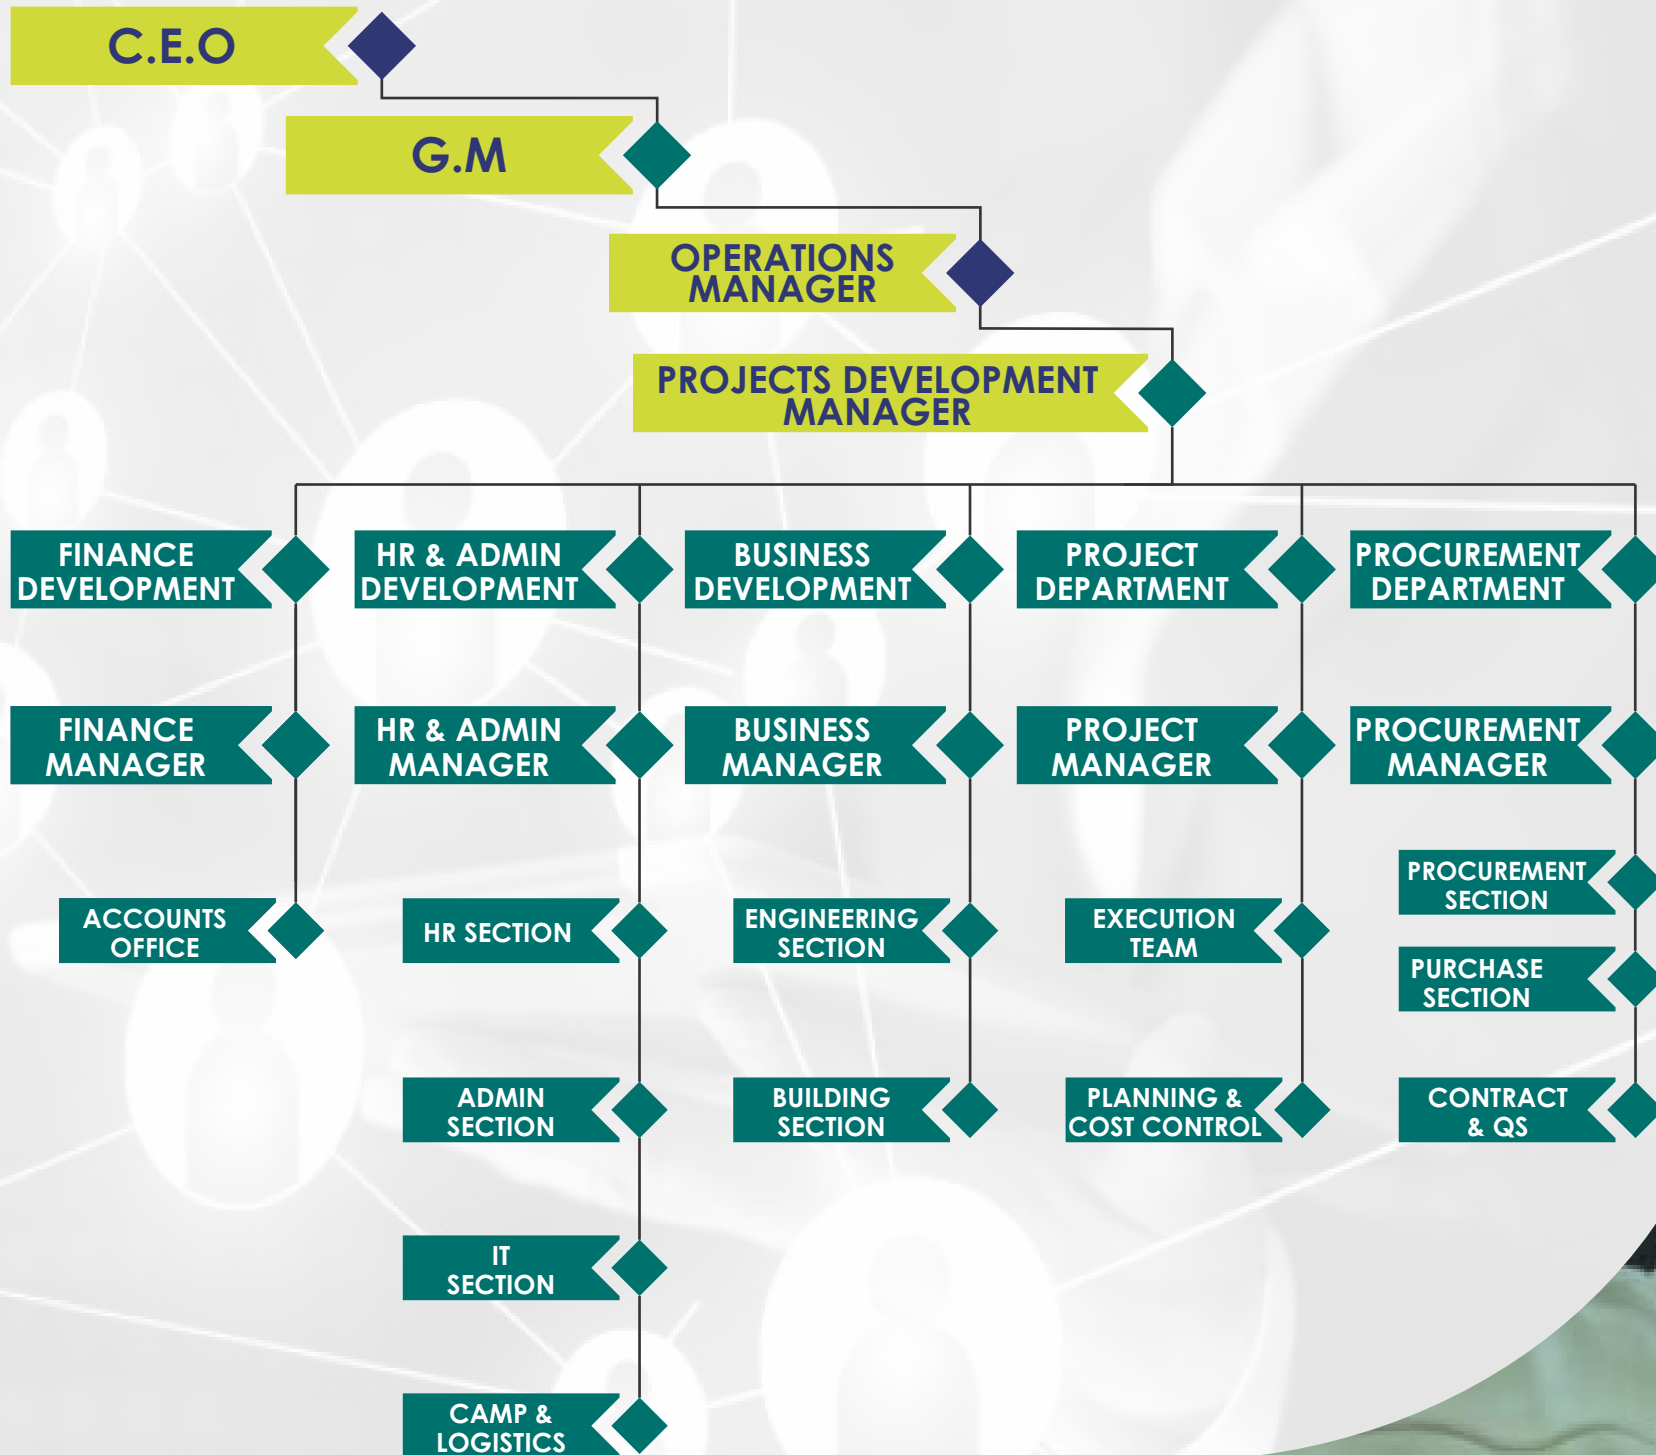 C.E.O
G.M
OPERATIONS
MANAGER
PROJECTS DEVELOPMENT
MANAGER
FINANCE
DEVELOPMENT
HR & ADMIN
DEVELOPMENT
BUSINESS
DEVELOPMENT
PROJECT
DEPARTMENT
PROCUREMENT
DEPARTMENT
FINANCE
MANAGER
HR & ADMIN
MANAGER
BUSINESS
MANAGER
PROJECT
MANAGER
PROCUREMENT
MANAGER
ACCOUNTS
OFFICE
HR SECTION
ENGINEERING
SECTION
EXECUTION
TEAM
PROCUREMENT
SECTION
PURCHASE
SECTION
ADMIN
SECTION
BUILDING
SECTION
PLANNING &
COST CONTROL
CONTRACT
& QS
IT
SECTION
CAMP &
LOGISTICS